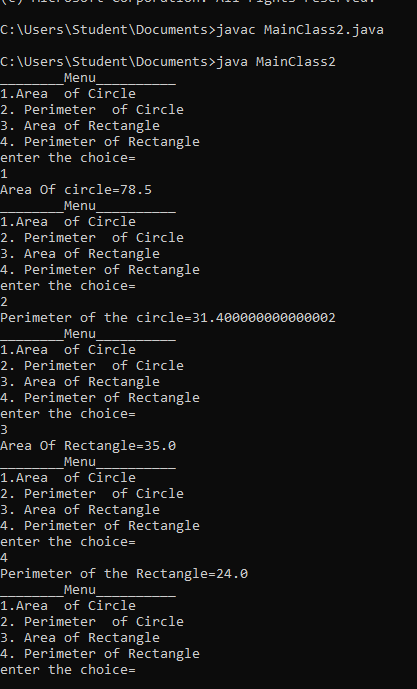 (c) Microsoft Corporation. All rights reserved.
C:\Users\Student\Documents>javac MainClass2.java
C:\Users\Student\Documents>java MainClass2
________Menu__________
1.Area  of Circle
2. Perimeter  of Circle
3. Area of Rectangle
4. Perimeter of Rectangle
enter the choice=
1
Area Of circle=78.5
________Menu__________
1.Area  of Circle
2. Perimeter  of Circle
3. Area of Rectangle
4. Perimeter of Rectangle
enter the choice=
2
Perimeter of the circle=31.400000000000002
________Menu__________
1.Area  of Circle
2. Perimeter  of Circle
3. Area of Rectangle
4. Perimeter of Rectangle
enter the choice=
3
Area Of Rectangle=35.0
________Menu__________
1.Area  of Circle
2. Perimeter  of Circle
3. Area of Rectangle
4. Perimeter of Rectangle
enter the choice=
4
Perimeter of the Rectangle=24.0
________Menu__________
1.Area  of Circle
2. Perimeter  of Circle
3. Area of Rectangle
4. Perimeter of Rectangle
enter the choice=